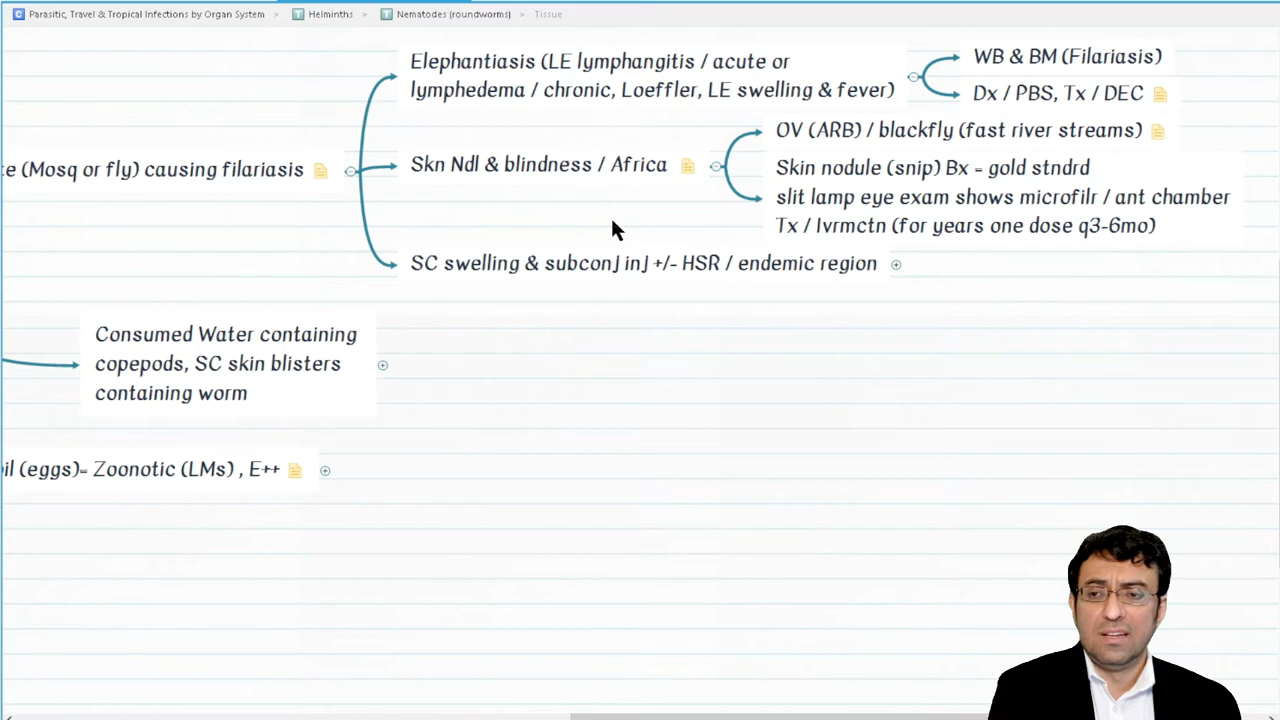 Parasitic, Travel & Tropical Infections by Organ System > Helminths > Nematodes (roundworms) > Tissue
Elephantiasis (LE lymphangitis / acute or
lymphedema / chronic, Loeffler, LE swelling & fever)
WB & BM (Filariasis)
Dx / PBS, Tx / DEC
(Mosq or fly) causing filariasis
Skn Ndl & blindness / Africa
OV (ARB) / blackfly (fast river streams)
Skin nodule (snip) Bx = gold stndrd
slit lamp eye exam shows microfilr / ant chamber
Tx / Ivrmctn (for years one dose q3-6mo)
SC swelling & subconj inj +/- HSR / endemic region
Consumed Water containing
copepods, SC skin blisters
containing worm
(eggs)= Zoonotic (LMs) , E++